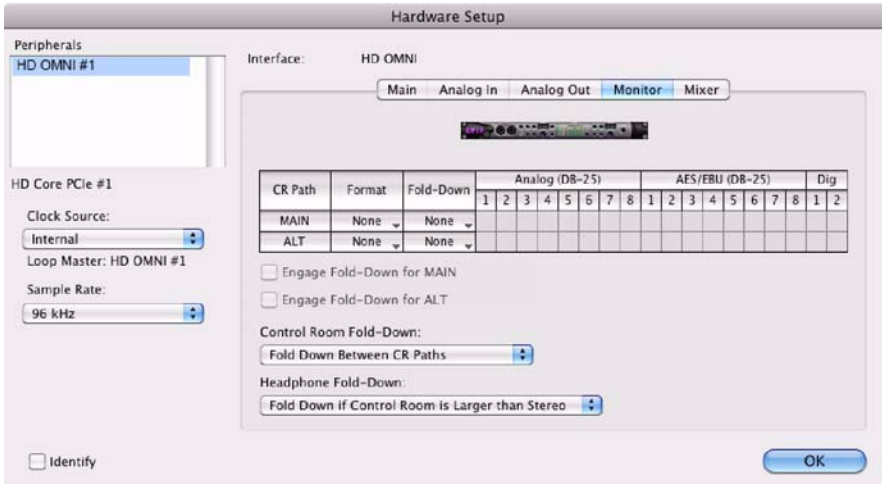 Hardware Setup
Peripherals
HD OMNI #1
Interface: HD OMNI
Main Analog In Analog Out Monitor Mixer
AVID
HD Core PCIe #1
Clock Source:
Internal
Loop Master: HD OMNI #1
Sample Rate:
96 kHz
CR Path Format Fold-Down Analog (DB-25) AES/EBU (DB-25) Dig
1 2 3 4 5 6 7 8 1 2 3 4 5 6 7 8 1 2
MAIN None None
ALT None None
Engage Fold-Down for MAIN
Engage Fold-Down for ALT
Control Room Fold-Down:
Fold Down Between CR Paths
Headphone Fold-Down:
Fold Down if Control Room is Larger than Stereo
Identify
OK